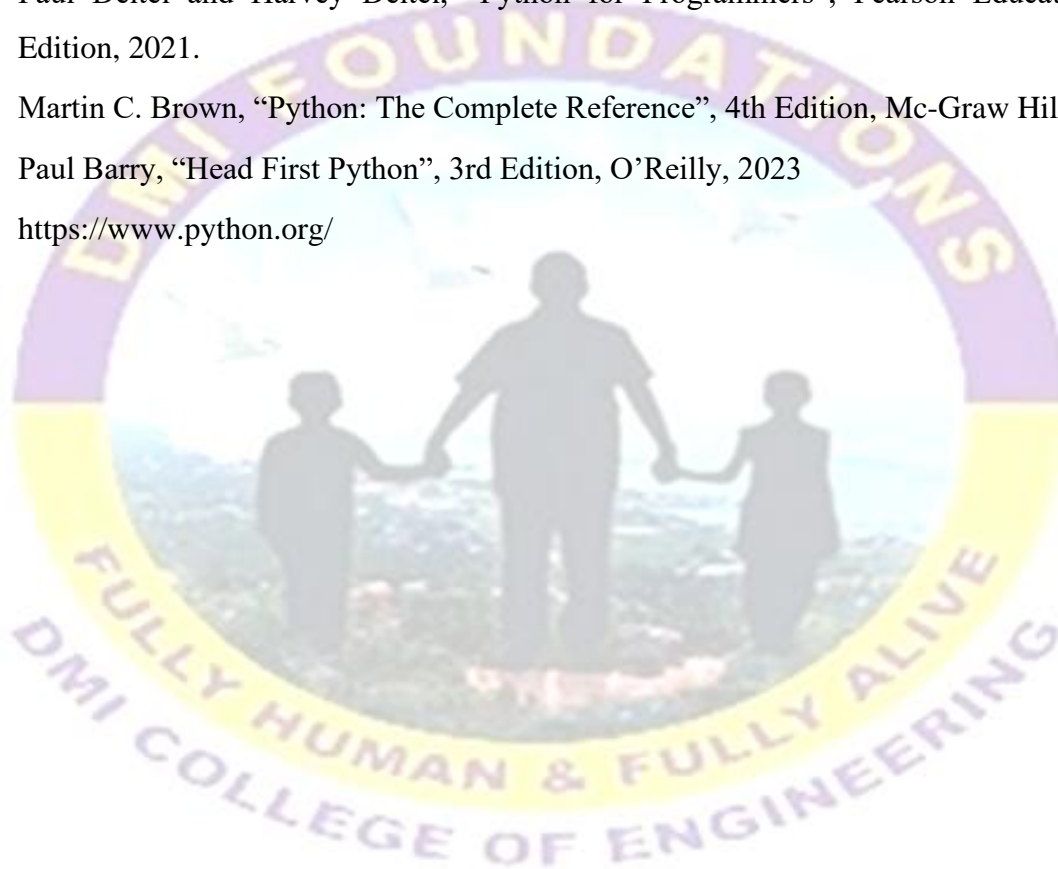 Paul Deitel and Harvey Deitel, “Python for Programmers”, Pearson
Edition, 2021.
Martin C. Brown, “Python: The Complete Reference”, 4th Edition, Mc-Graw
Paul Barry, “Head First Python”, 3rd Edition, O’Reilly, 2023
https://www.python.org/
DMI FOUNDATIONS
FULLY HUMAN & FULLY ALIVE
DMI COLLEGE OF ENGINEERING